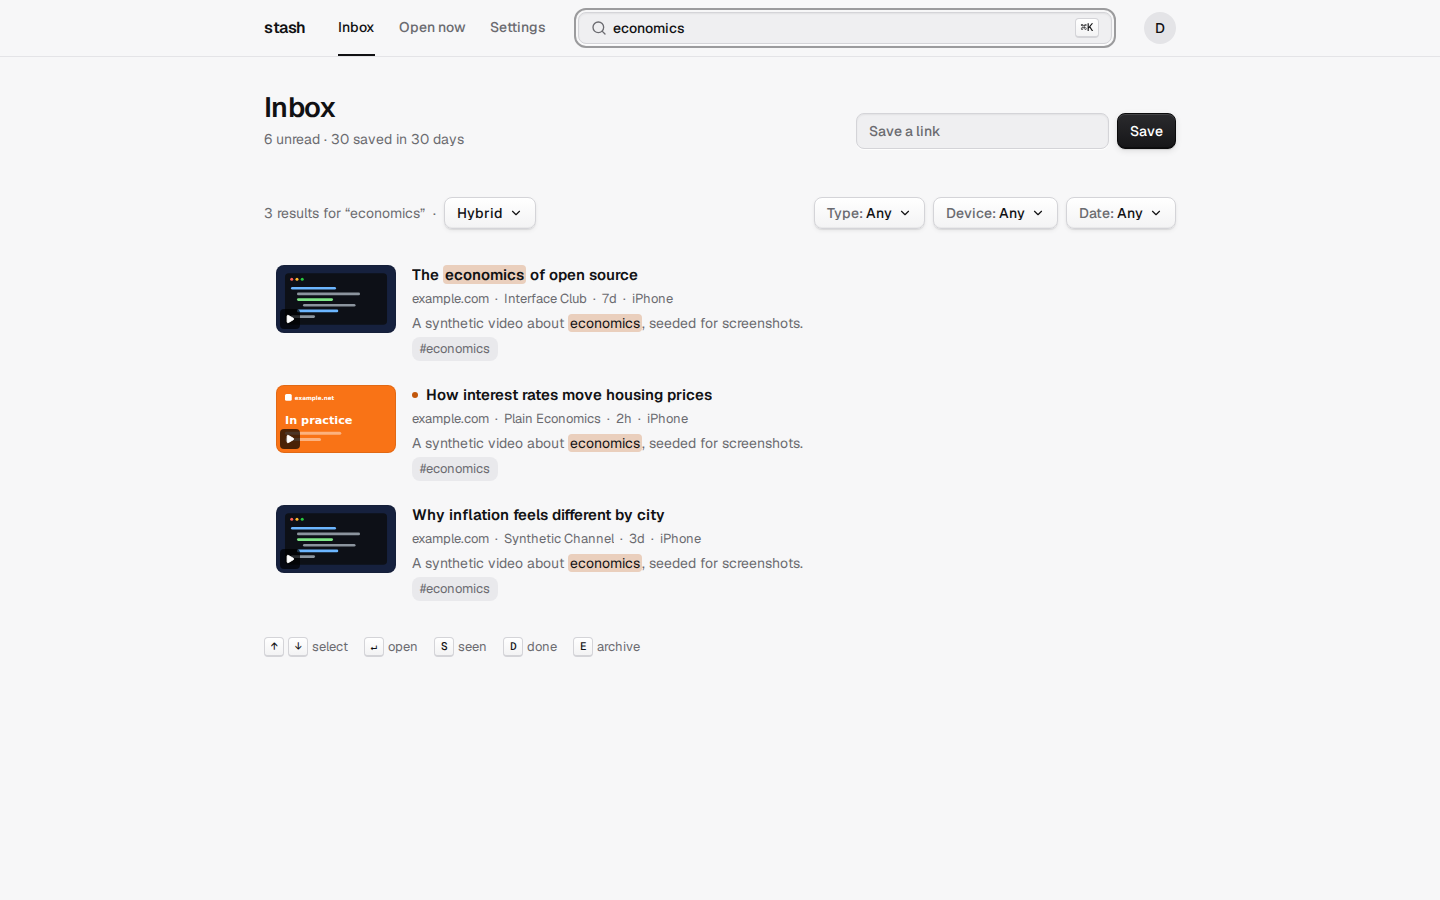 stash Inbox Open now Settings economics ⌘K D
Inbox
6 unread · 30 saved in 30 days
Save a link Save
3 results for “economics” · Hybrid Type: Any Device: Any Date: Any
The economics of open source
example.com · Interface Club · 7d · iPhone
A synthetic video about economics, seeded for screenshots.
#economics
example.net
In practice
How interest rates move housing prices
example.com · Plain Economics · 2h · iPhone
A synthetic video about economics, seeded for screenshots.
#economics
Why inflation feels different by city
example.com · Synthetic Channel · 3d · iPhone
A synthetic video about economics, seeded for screenshots.
#economics
↑ ↓ select ↵ open S seen D done E archive